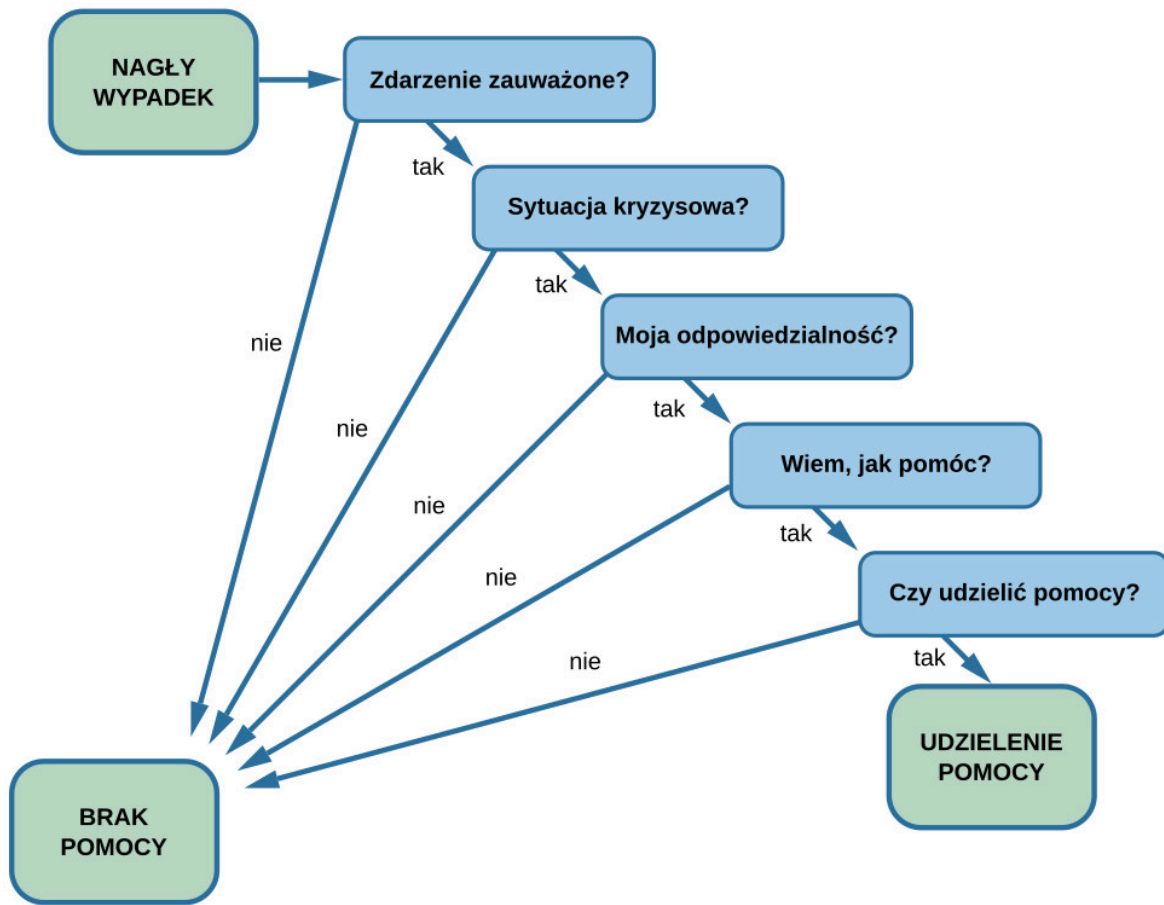 NAGŁY
WYPADEK
Zdarzenie zauważone?
tak
Sytuacja kryzysowa?
tak
nie
Moja odpowiedzialność?
tak
nie
Wiem, jak pomóc?
nie
tak
nie
Czy udzielić pomocy?
nie
tak
UDZIELENIE
POMOCY
BRAK
POMOCY